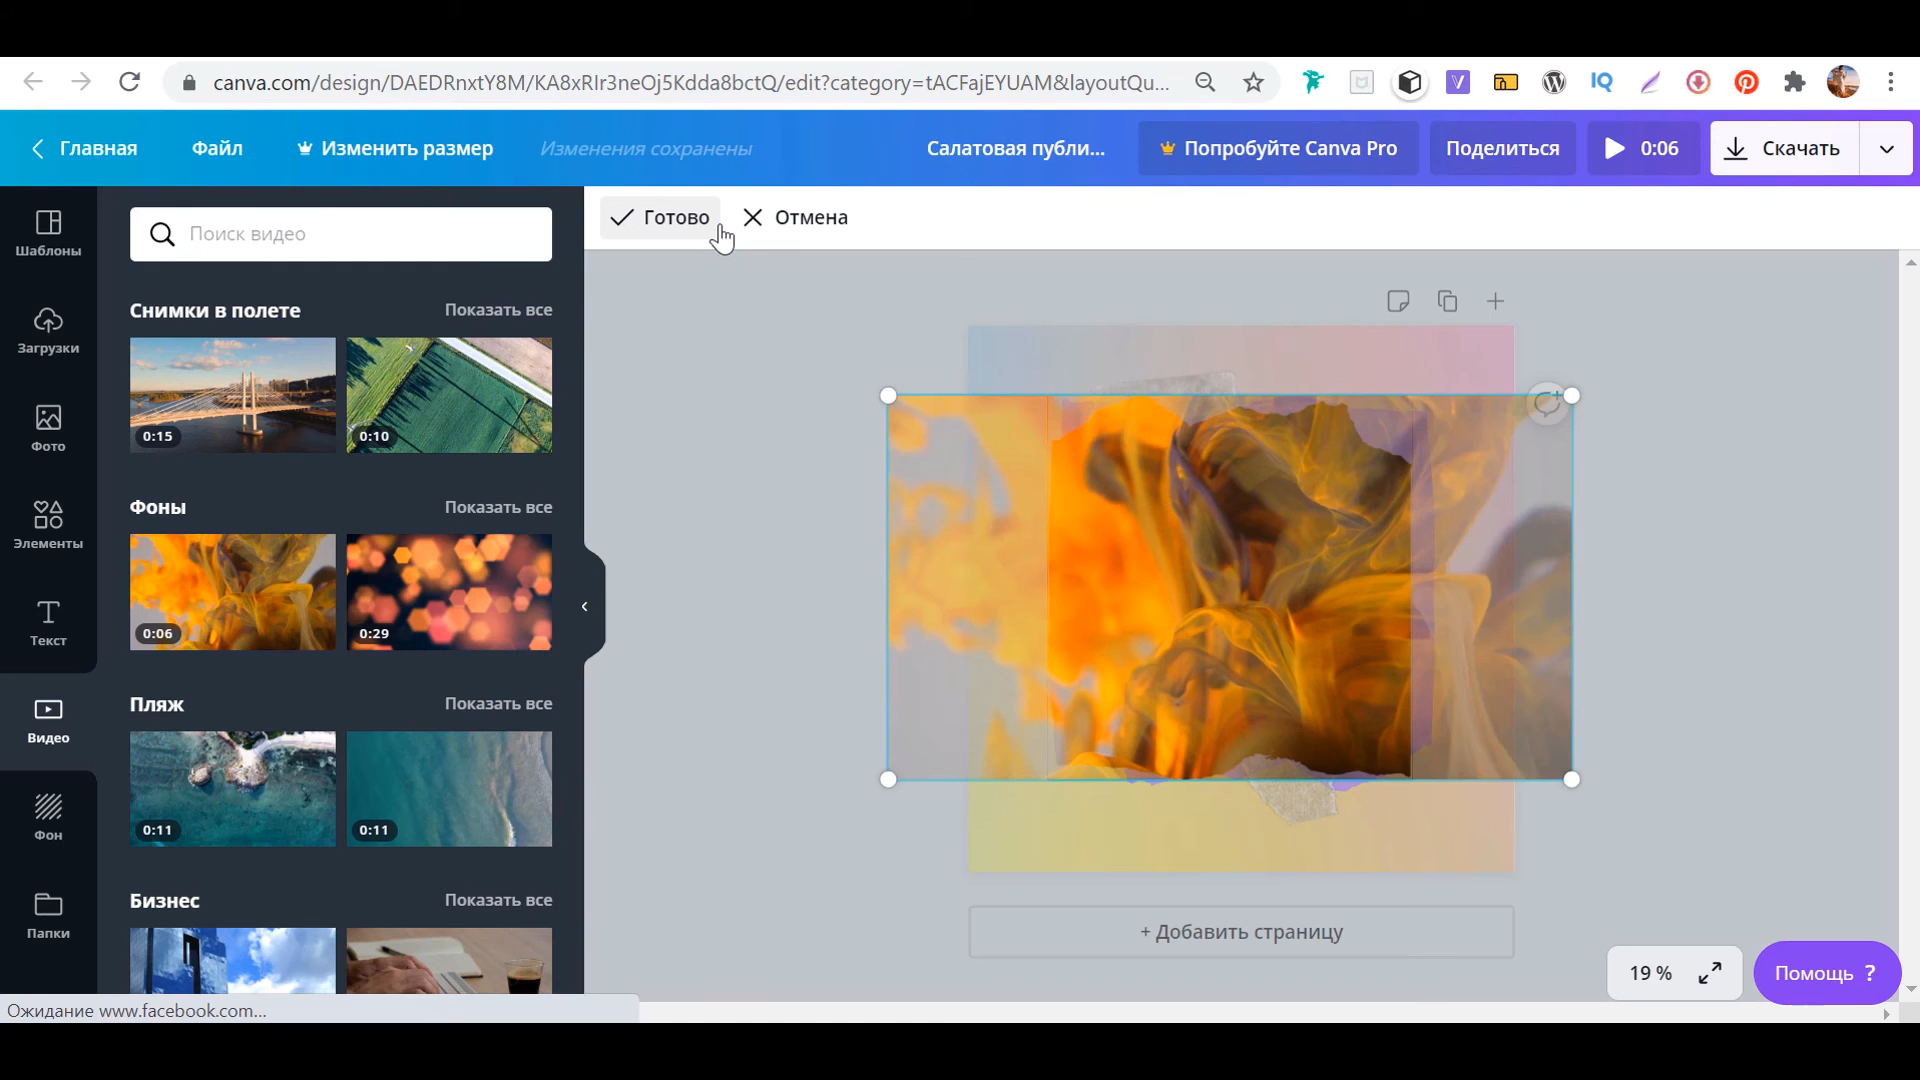 canva.com/design/DAEDRnxtY8M/KA8xRIr3neOj5Kdda8bctQ/edit?category=tACFajEYUAM&layoutQu...
Главная
Файл
Изменить размер
Изменения сохранены
Салатовая публи...
Попробуйте Canva Pro
Поделиться
0:06
Скачать
Готово
Отмена
Шаблоны
Загрузки
Фото
Элементы
Текст
Видео
Фон
Папки
Поиск видео
Снимки в полете
Показать все
0:15
0:10
Фоны
Показать все
0:06
0:29
Пляж
Показать все
0:11
0:11
Бизнес
Показать все
+ Добавить страницу
19 %
Помощь ?
Ожидание www.facebook.com...